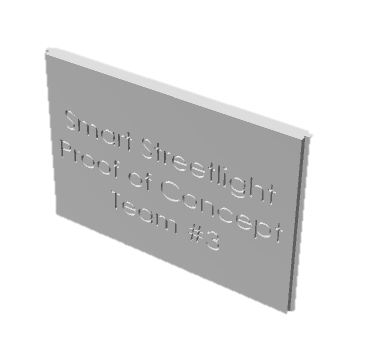 Smart Streetlight
Proof of Concept
Team #3